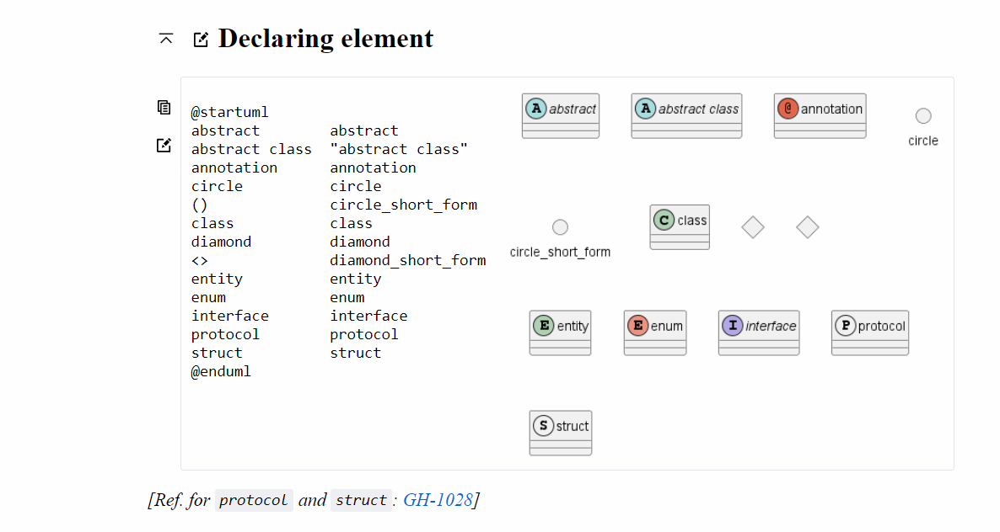 Declaring element
@startuml
abstract abstract
abstract class "abstract class"
annotation annotation
circle circle
() circle_short_form
class class
diamond diamond
<> diamond_short_form
entity entity
enum enum
interface interface
protocol protocol
struct struct
@enduml
A abstract
A abstract class
@ annotation
circle
circle_short_form
C class
E entity
E enum
I interface
P protocol
S struct
[Ref. for protocol and struct: GH-1028]